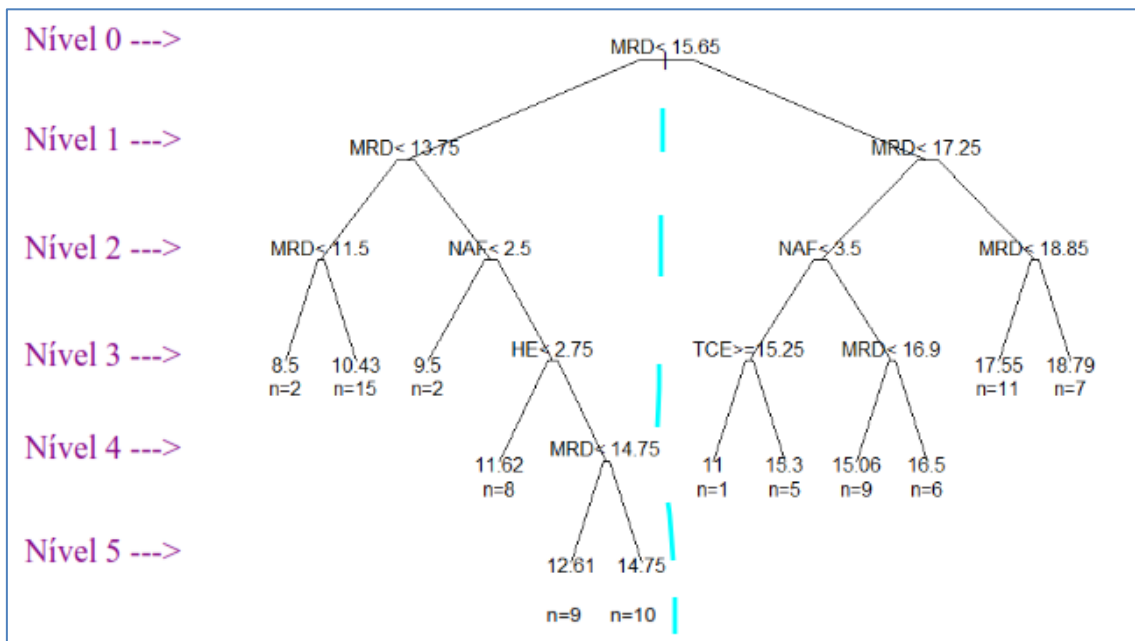 Nível 0 --->
MRD< 15.65
Nível 1 --->
MRD< 13.75 MRD< 17.25
Nível 2 --->
MRD< 11.5 NAF< 2.5 NAF< 3.5 MRD< 18.85
Nível 3 --->
HE< 2.75 TCE>=15.25 MRD< 16.9
8.5 10.43 9.5 17.55 18.79
n=2 n=15 n=2 n=11 n=7
Nível 4 --->
MRD< 14.75
11.62 11 15.3 15.06 16.5
n=8 n=1 n=5 n=9 n=6
Nível 5 --->
12.61 14.75
n=9 n=10